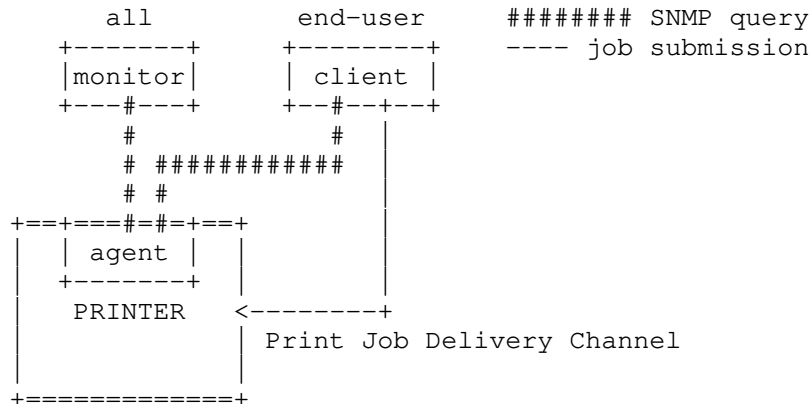 all end-user ######## SNMP query
---- job submission
monitor client
agent
PRINTER
Print Job Delivery Channel